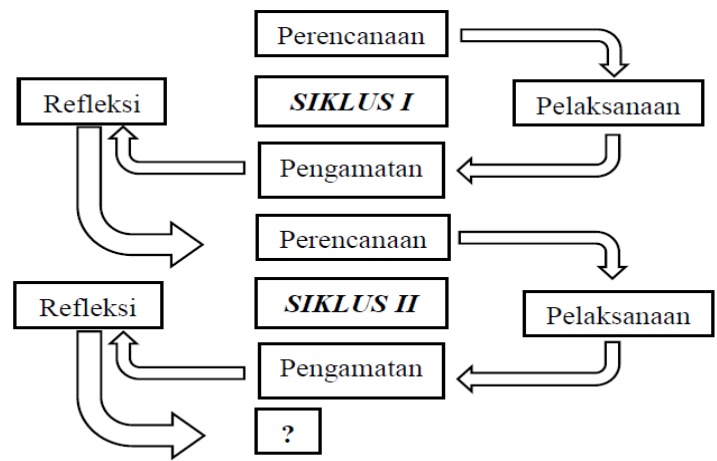 Perencanaan
Refleksi
SIKLUS I
Pelaksanaan
Pengamatan
Perencanaan
Refleksi
SIKLUS II
Pelaksanaan
Pengamatan
?